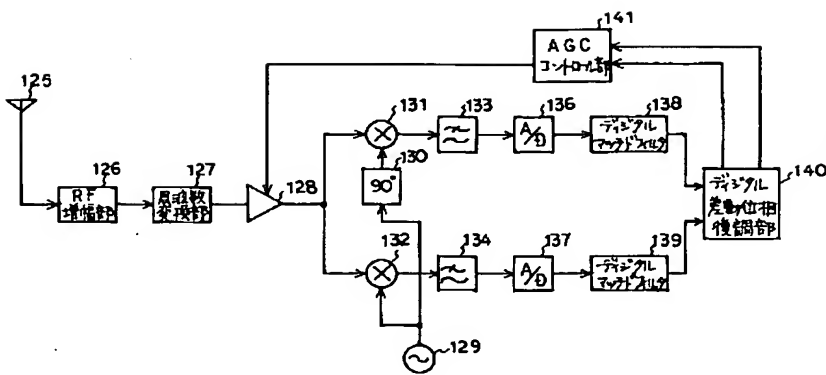 141
AGC
コントロール部
125
131
133
136
138
A/D
ディジタル
マッチドフィルタ
126
127
130
RF
増幅部
周波数
変換部
128
90°
140
ディジタル
差動位相
復調部
132
134
137
139
A/D
ディジタル
マッチドフィルタ
129